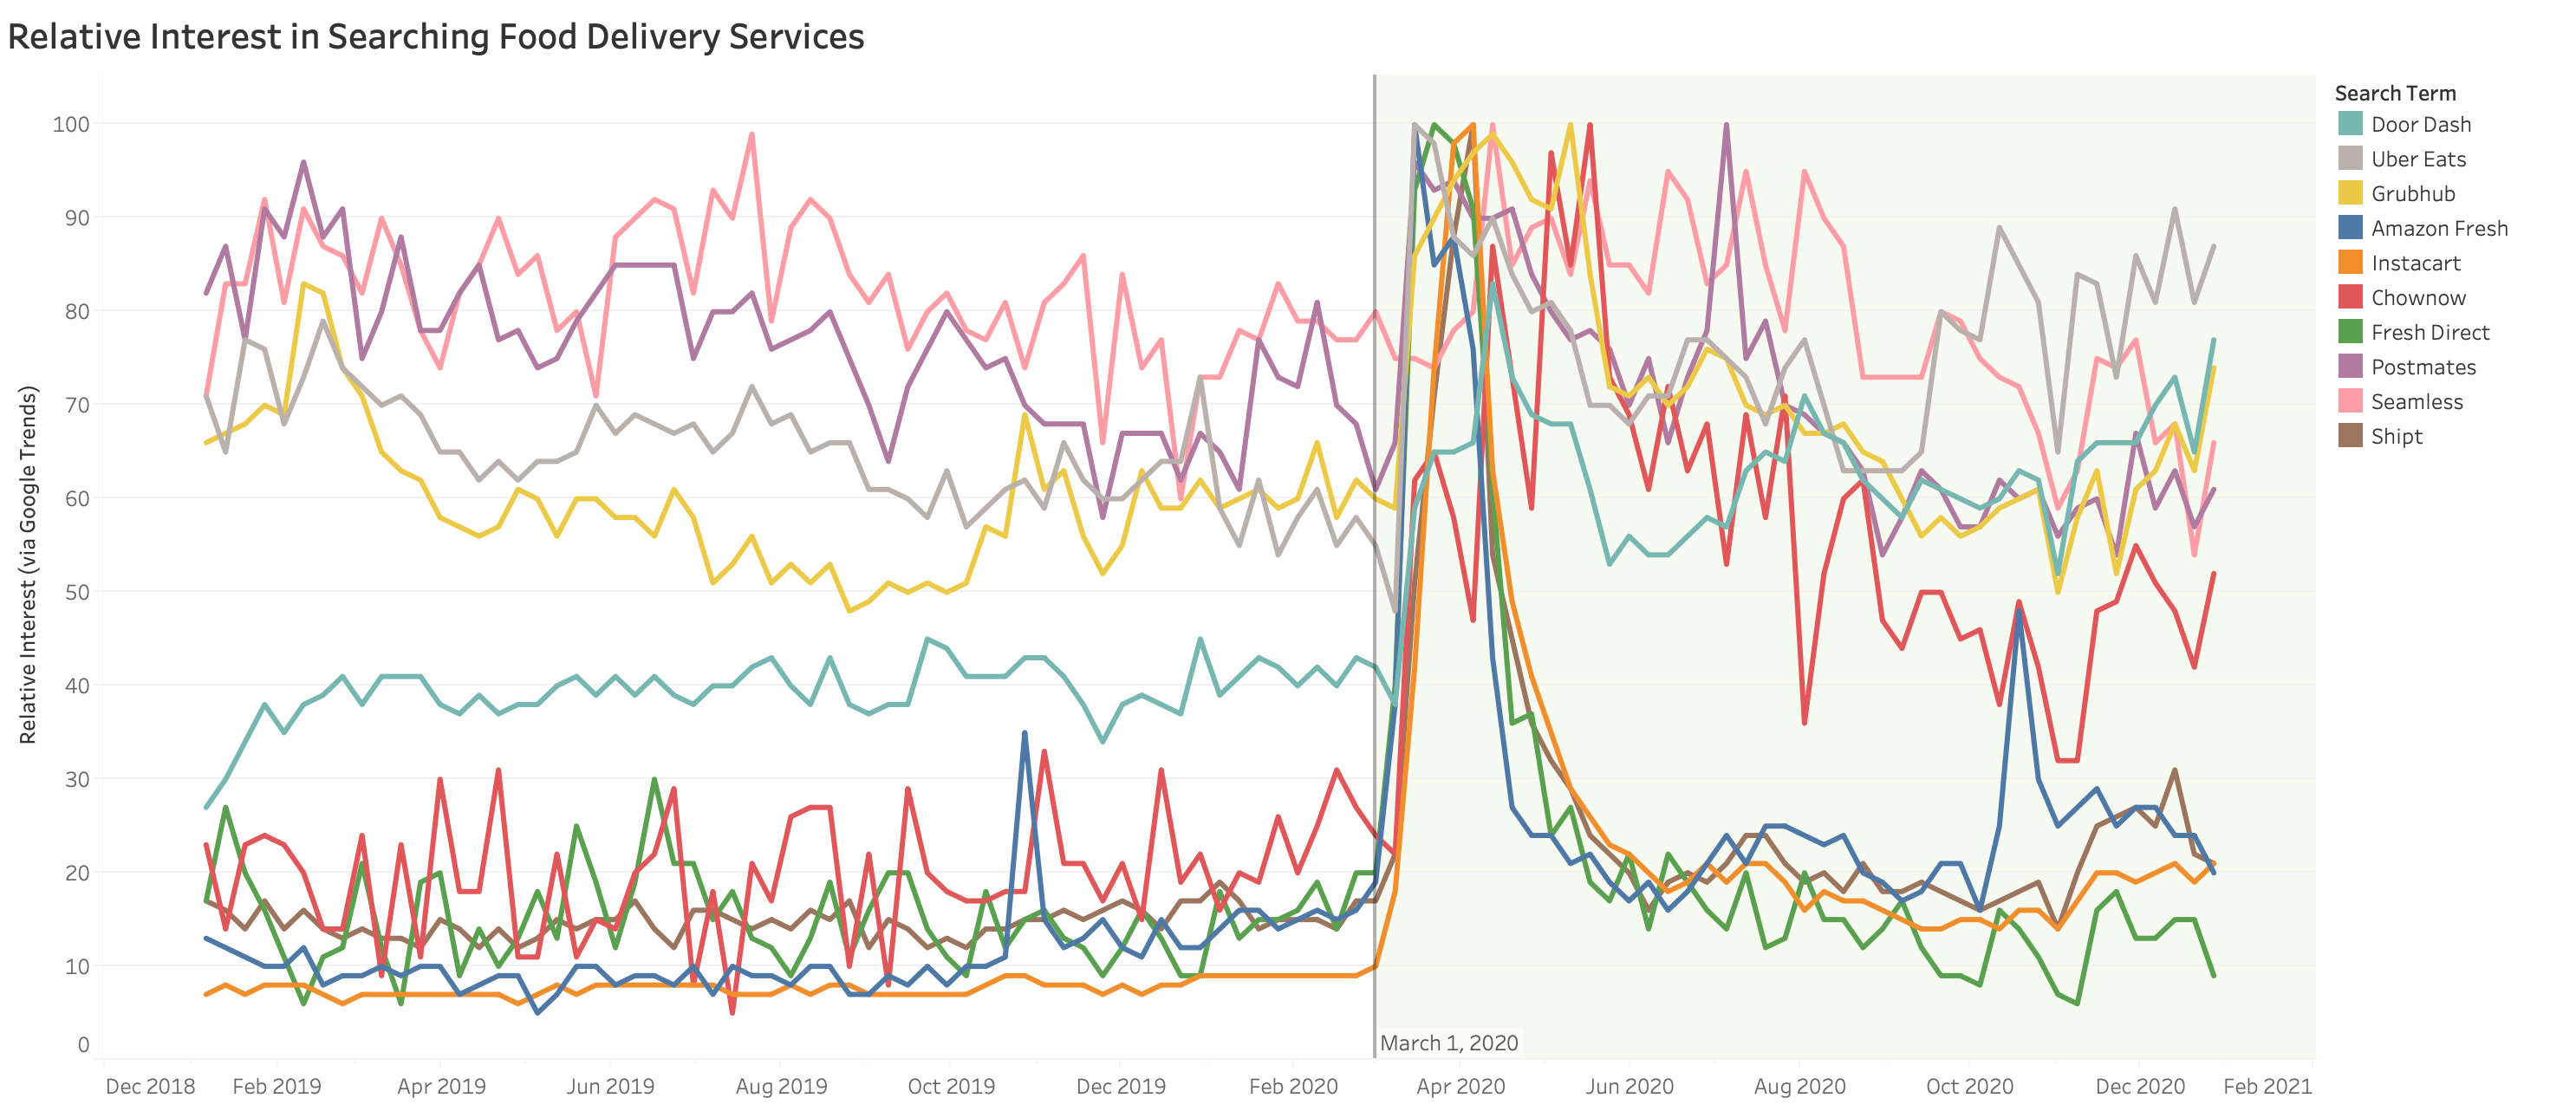 Relative Interest in Searching Food Delivery Services
Relative Interest (via Google Trends)
100
90
80
70
60
50
40
30
20
10
0
March 1, 2020
Dec 2018 Feb 2019 Apr 2019 Jun 2019 Aug 2019 Oct 2019 Dec 2019 Feb 2020 Apr 2020 Jun 2020 Aug 2020 Oct 2020 Dec 2020 Feb 2021
Search Term
Door Dash
Uber Eats
Grubhub
Amazon Fresh
Instacart
Chownow
Fresh Direct
Postmates
Seamless
Shipt